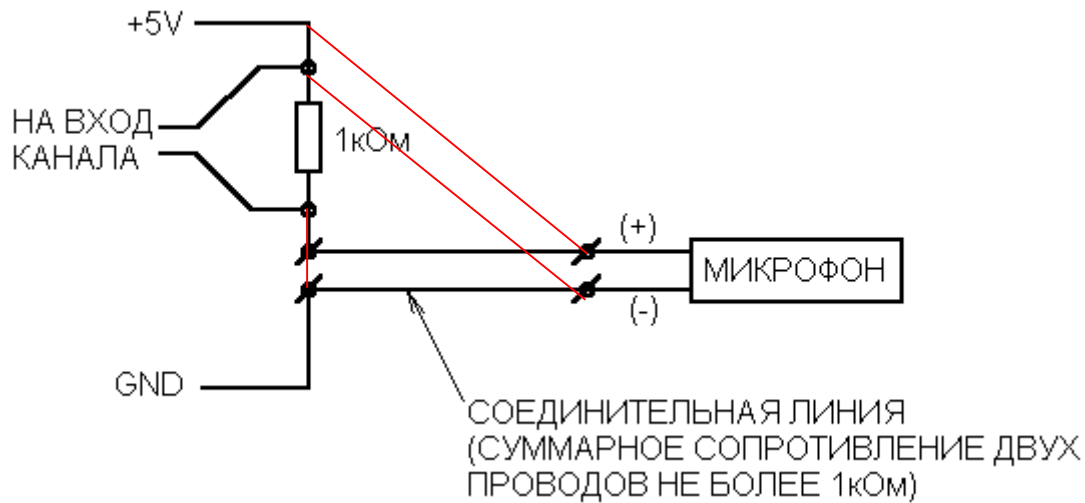 +5V
НА ВХОД
КАНАЛА
1кОм
(+)
МИКРОФОН
(-)
GND
СОЕДИНИТЕЛЬНАЯ ЛИНИЯ
(СУММАРНОЕ СОПРОТИВЛЕНИЕ ДВУХ
ПРОВОДОВ НЕ БОЛЕЕ 1кОм)